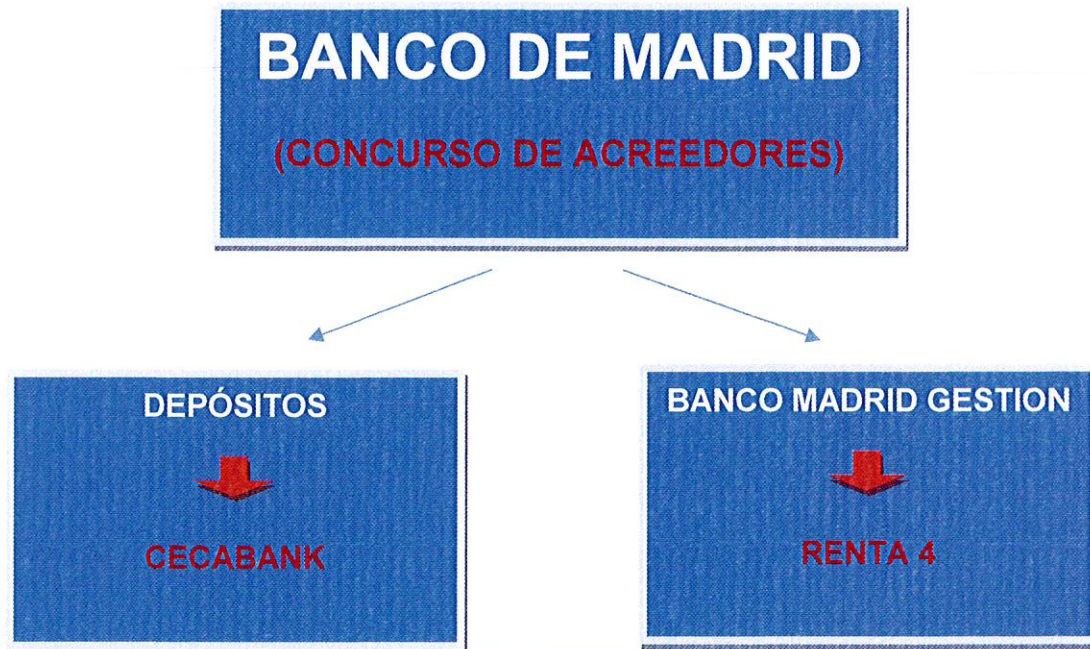 BANCO DE MADRID
(CONCURSO DE ACREEDORES)
DEPÓSITOS
CECABANK
BANCO MADRID GESTION
RENTA 4